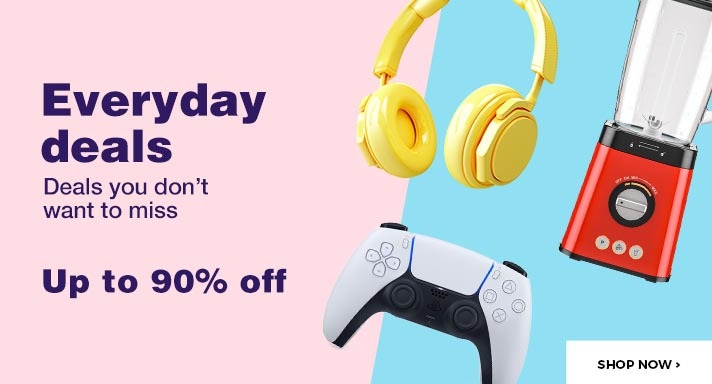 Everyday
deals
Deals you don’t
want to miss
Up to 90% off
SHOP NOW ›